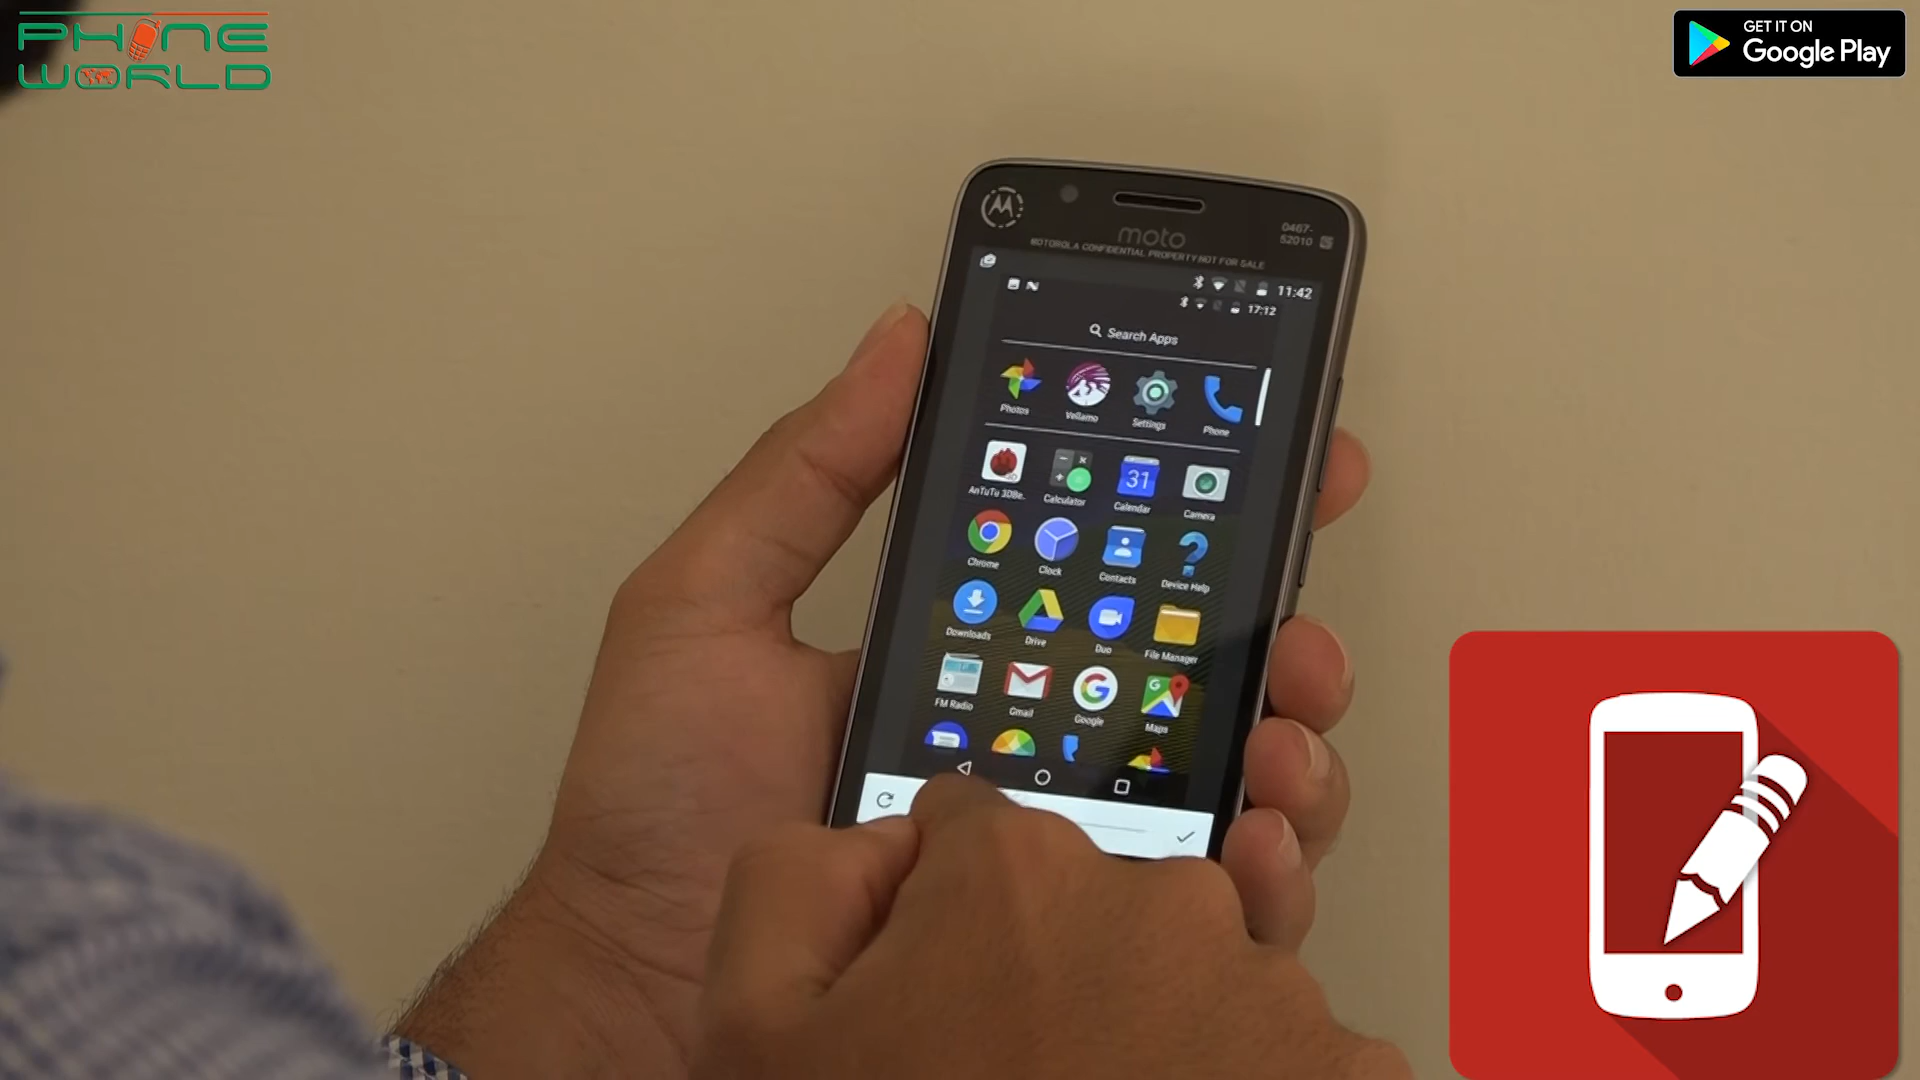 PHONE
WORLD
GET IT ON
Google Play
moto
0467-
52010
MOTOROLA CONFIDENTIAL PROPERTY.NOT FOR SALE
11:42
17:12
Search Apps
Photos
Vellamo
Settings
Phone
AnTuTu 3DBe..
Calculator
31
Calendar
Camera
Chrome
Clock
Contacts
Device Help
Downloads
Drive
Duo
File Manager
FM Radio
Gmail
Google
Maps